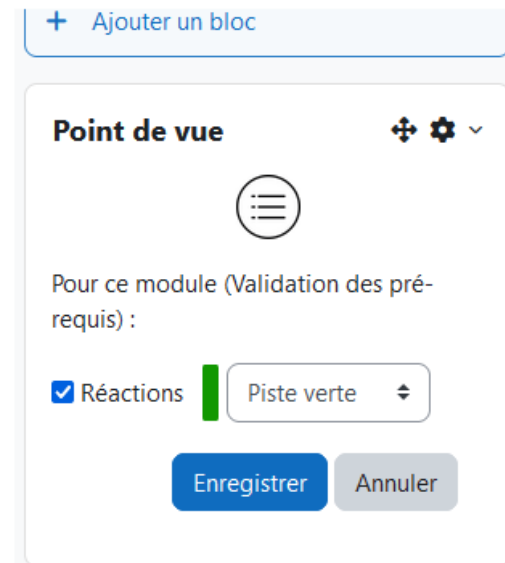 + Ajouter un bloc
Point de vue
Pour ce module (Validation des pré-
requis) :
Réactions Piste verte
Enregistrer Annuler